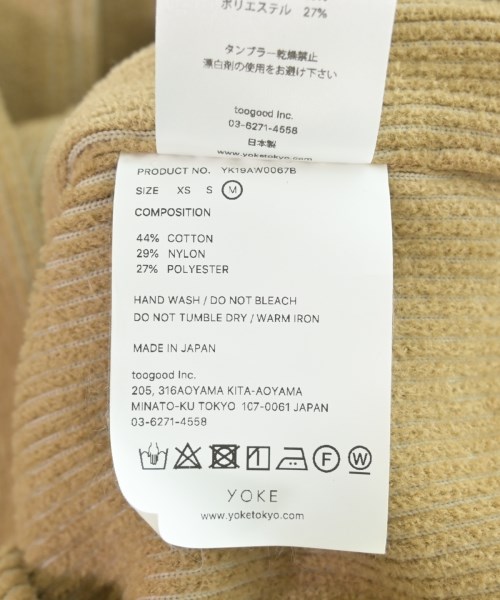 ポリエステル 27%
タンブラー乾燥禁止
漂白剤の使用をお避け下さい
toogood Inc.
03-6271-4558
日本製
www.yoketokyo.com
PRODUCT NO. YK19AW0067B
SIZE XS S M
COMPOSITION
44% COTTON
29% NYLON
27% POLYESTER
HAND WASH / DO NOT BLEACH
DO NOT TUMBLE DRY / WARM IRON
MADE IN JAPAN
toogood Inc.
205, 316AOYAMA KITA-AOYAMA
MINATO-KU TOKYO 107-0061 JAPAN
03-6271-4558
F W
YOKE
www.yoketokyo.com